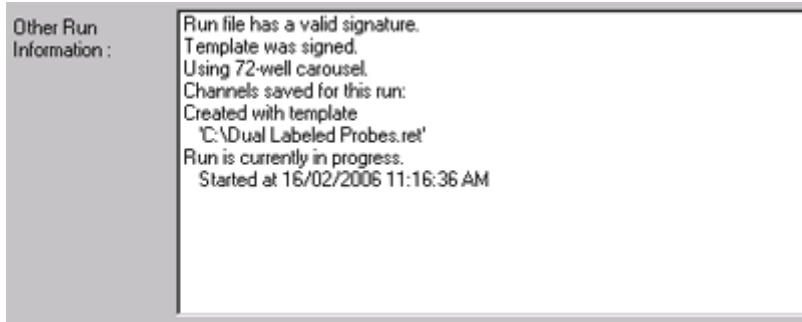 Other Run
Information :
Run file has a valid signature.
Template was signed.
Using 72-well carousel.
Channels saved for this run:
Created with template
'C:\Dual Labeled Probes.ret'
Run is currently in progress.
Started at 16/02/2006 11:16:36 AM